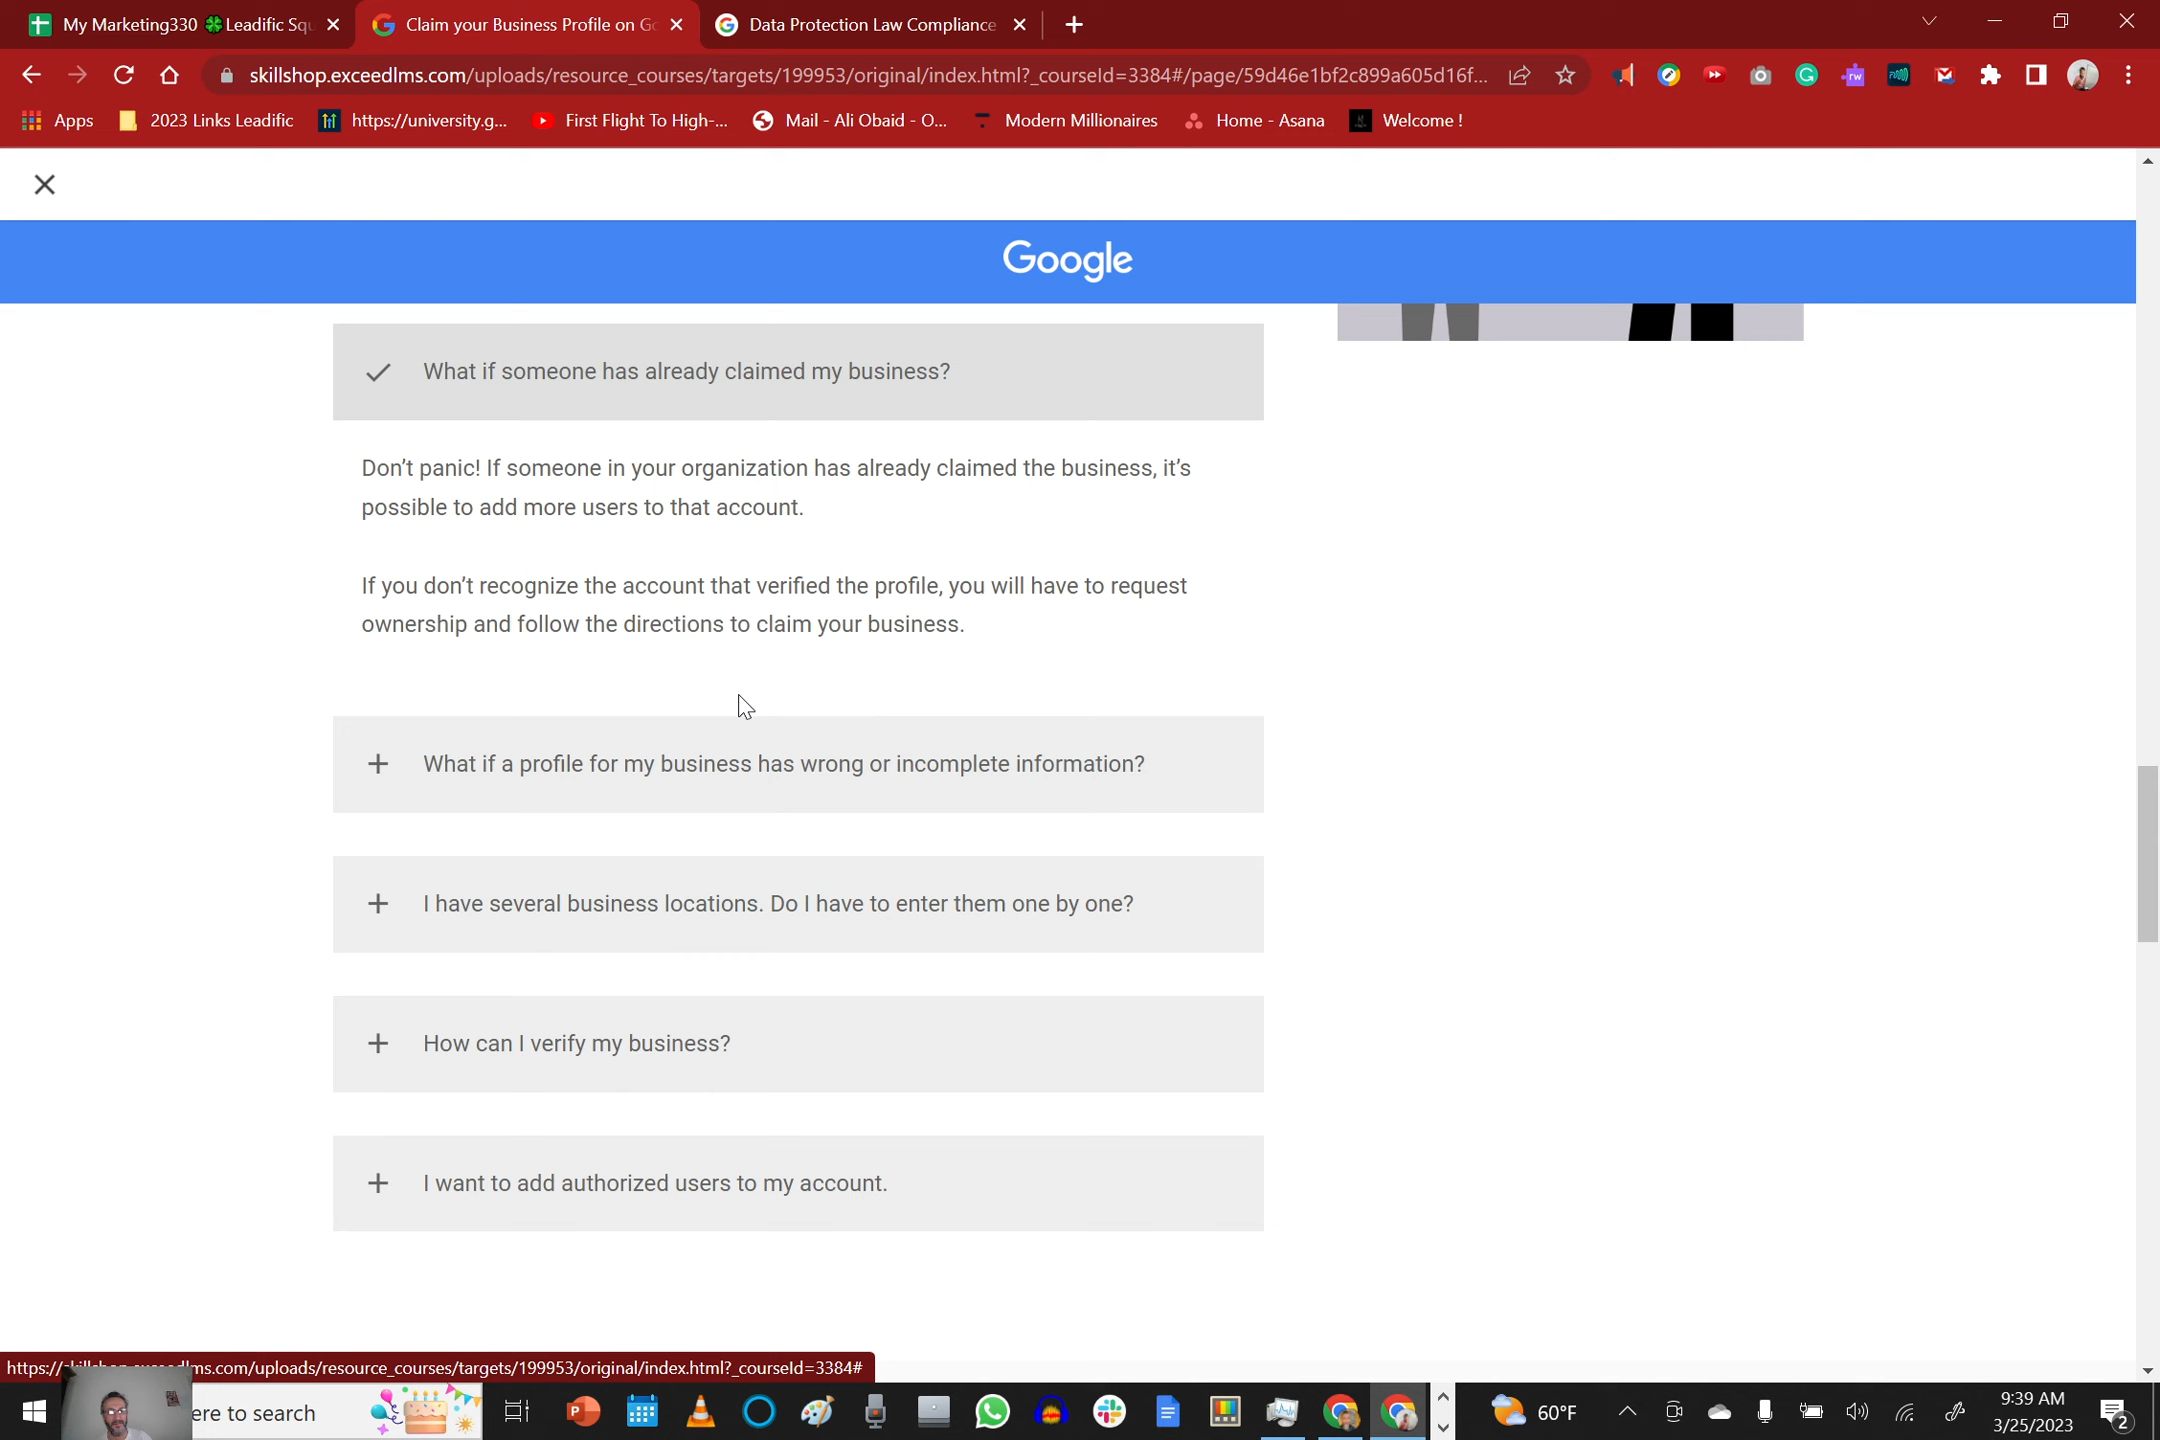 My Marketing330 🍀Leadific Squ
Claim your Business Profile on Go
Data Protection Law Compliance
skillshop.exceedlms.com/uploads/resource_courses/targets/199953/original/index.html?_courseId=3384#/page/59d46e1bf2c899a605d16f...
Apps
2023 Links Leadific
https://university.g...
First Flight To High-...
Mail - Ali Obaid - O...
Modern Millionaires
Home - Asana
Welcome !
Google
What if someone has already claimed my business?
Don’t panic! If someone in your organization has already claimed the business, it’s
possible to add more users to that account.
If you don’t recognize the account that verified the profile, you will have to request
ownership and follow the directions to claim your business.
What if a profile for my business has wrong or incomplete information?
I have several business locations. Do I have to enter them one by one?
How can I verify my business?
I want to add authorized users to my account.
https://skillshop.exceedlms.com/uploads/resource_courses/targets/199953/original/index.html?_courseId=3384#
ere to search
60°F
9:39 AM
3/25/2023
2